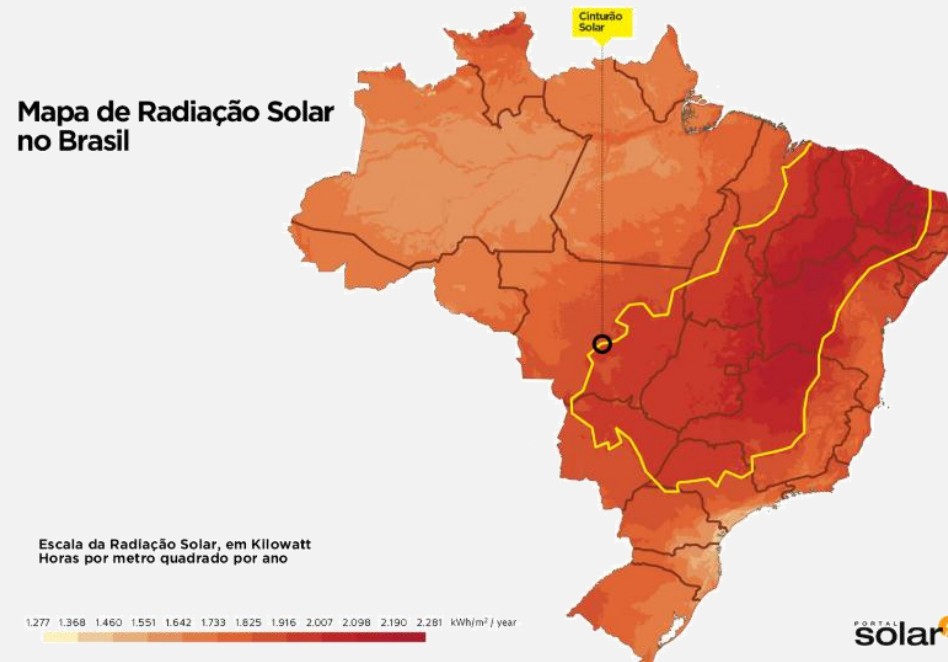 Cinturão
Solar
Mapa de Radiação Solar
no Brasil
Escala da Radiação Solar, em Kilowatt
Horas por metro quadrado por ano
1.277 1.368 1.460 1.551 1.642 1.733 1.825 1.916 2.007 2.098 2.190 2.281 kWh/m² / year
PORTAL
solar